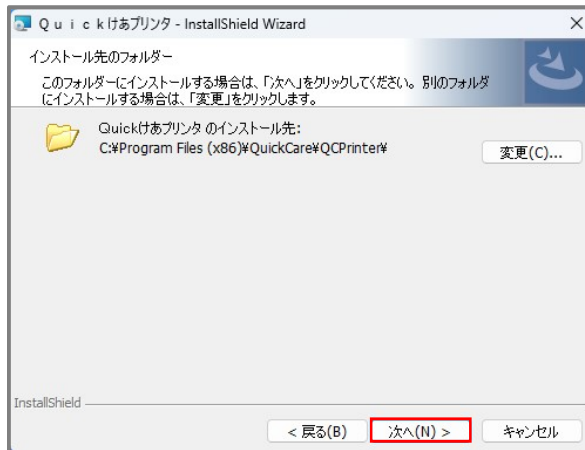 Ｑｕｉｃｋけあプリンタ - InstallShield Wizard
インストール先のフォルダー
このフォルダーにインストールする場合は、「次へ」をクリックしてください。別のフォルダ
にインストールする場合は、「変更」をクリックします。
Quickけあプリンタ のインストール先:
C:¥Program Files (x86)¥QuickCare¥QCPrinter¥
変更(C)...
InstallShield
< 戻る(B)
次へ(N) >
キャンセル